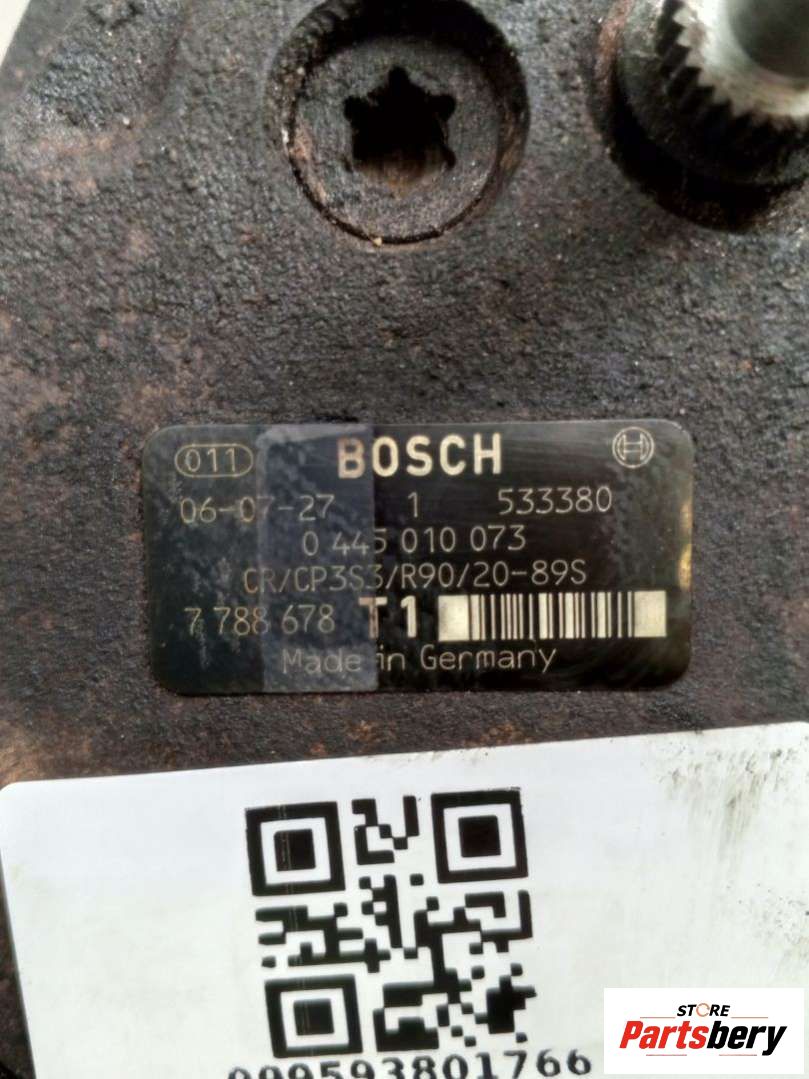 011 BOSCH
06-07-27 1 533380
0 445 010 073
CR/CP3S3/R90/20-89S
7 788 678 T1
Made in Germany
099593801766
STORE
Partsbery